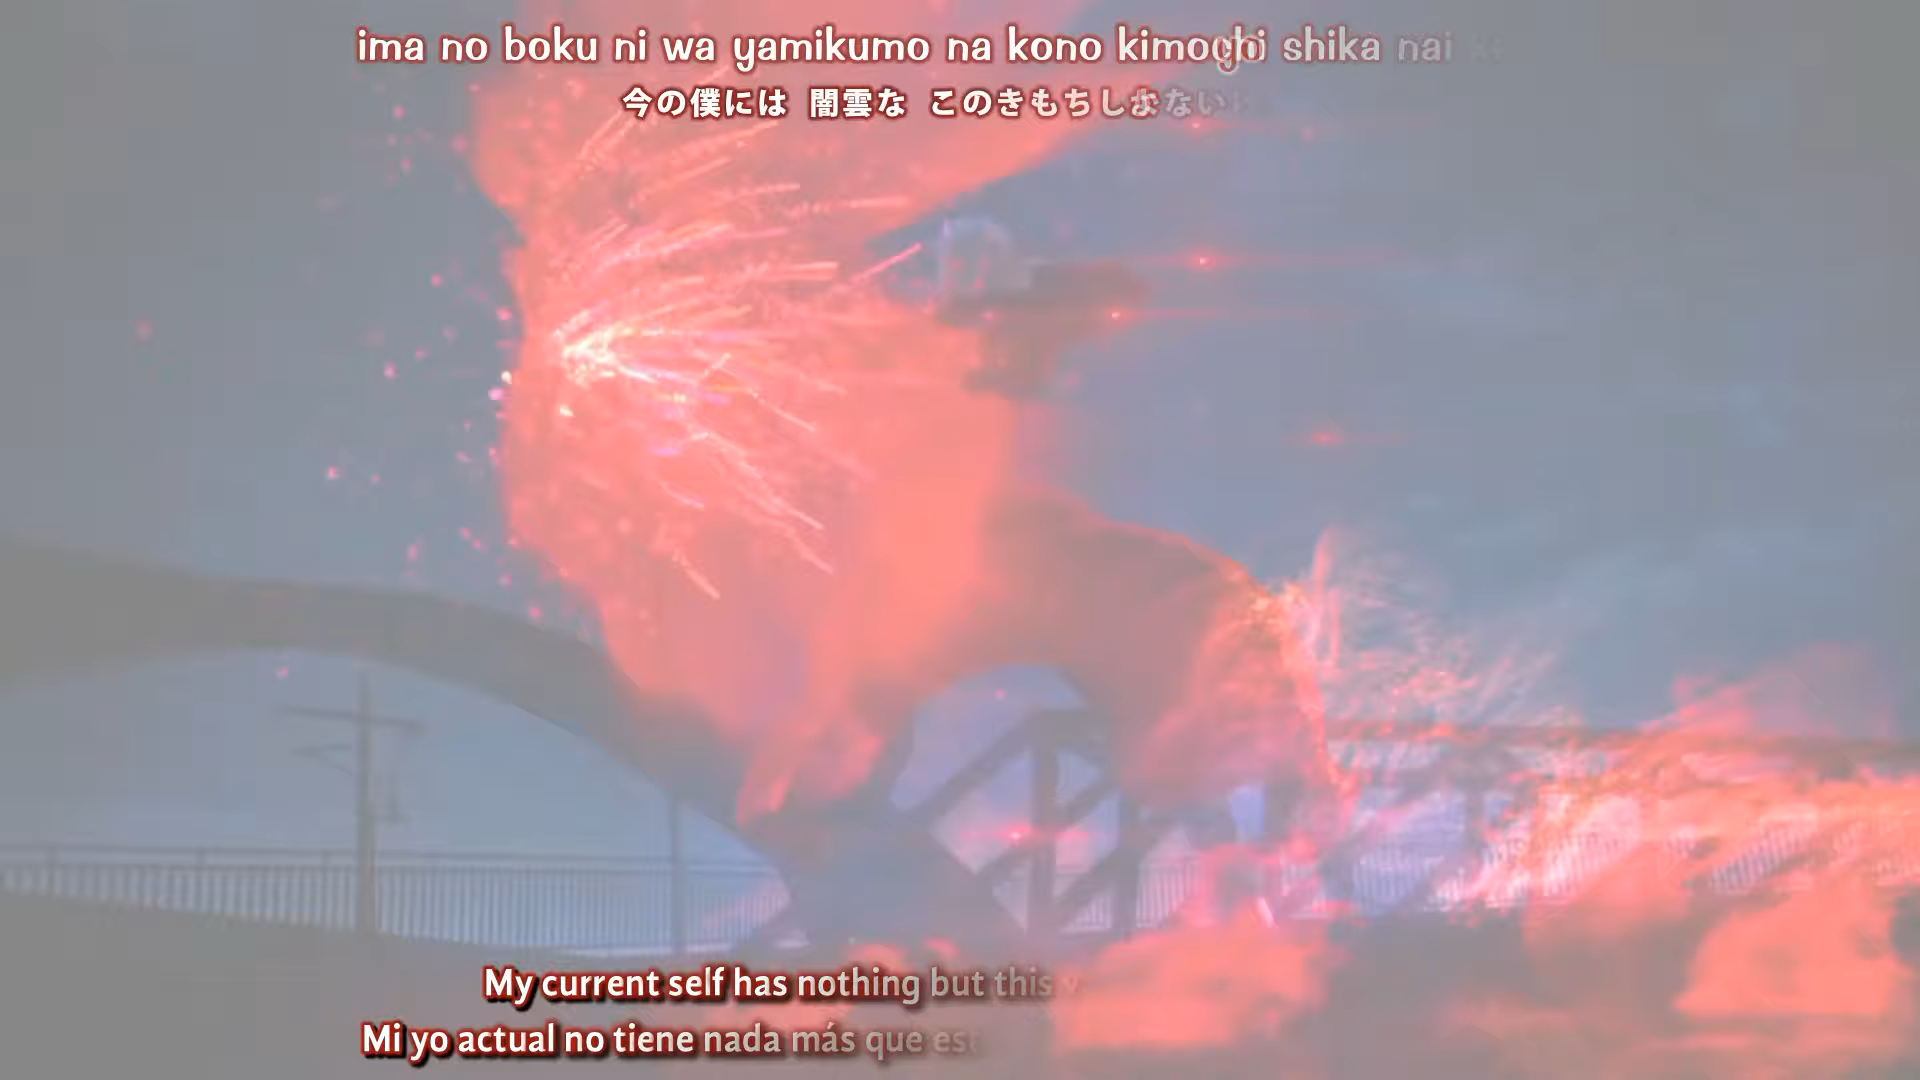 ima no boku ni wa yamikumo na kono kimochi shika nai
今の僕には 闇雲な このきもちしかない
My current self has nothing but this
Mi yo actual no tiene nada más que